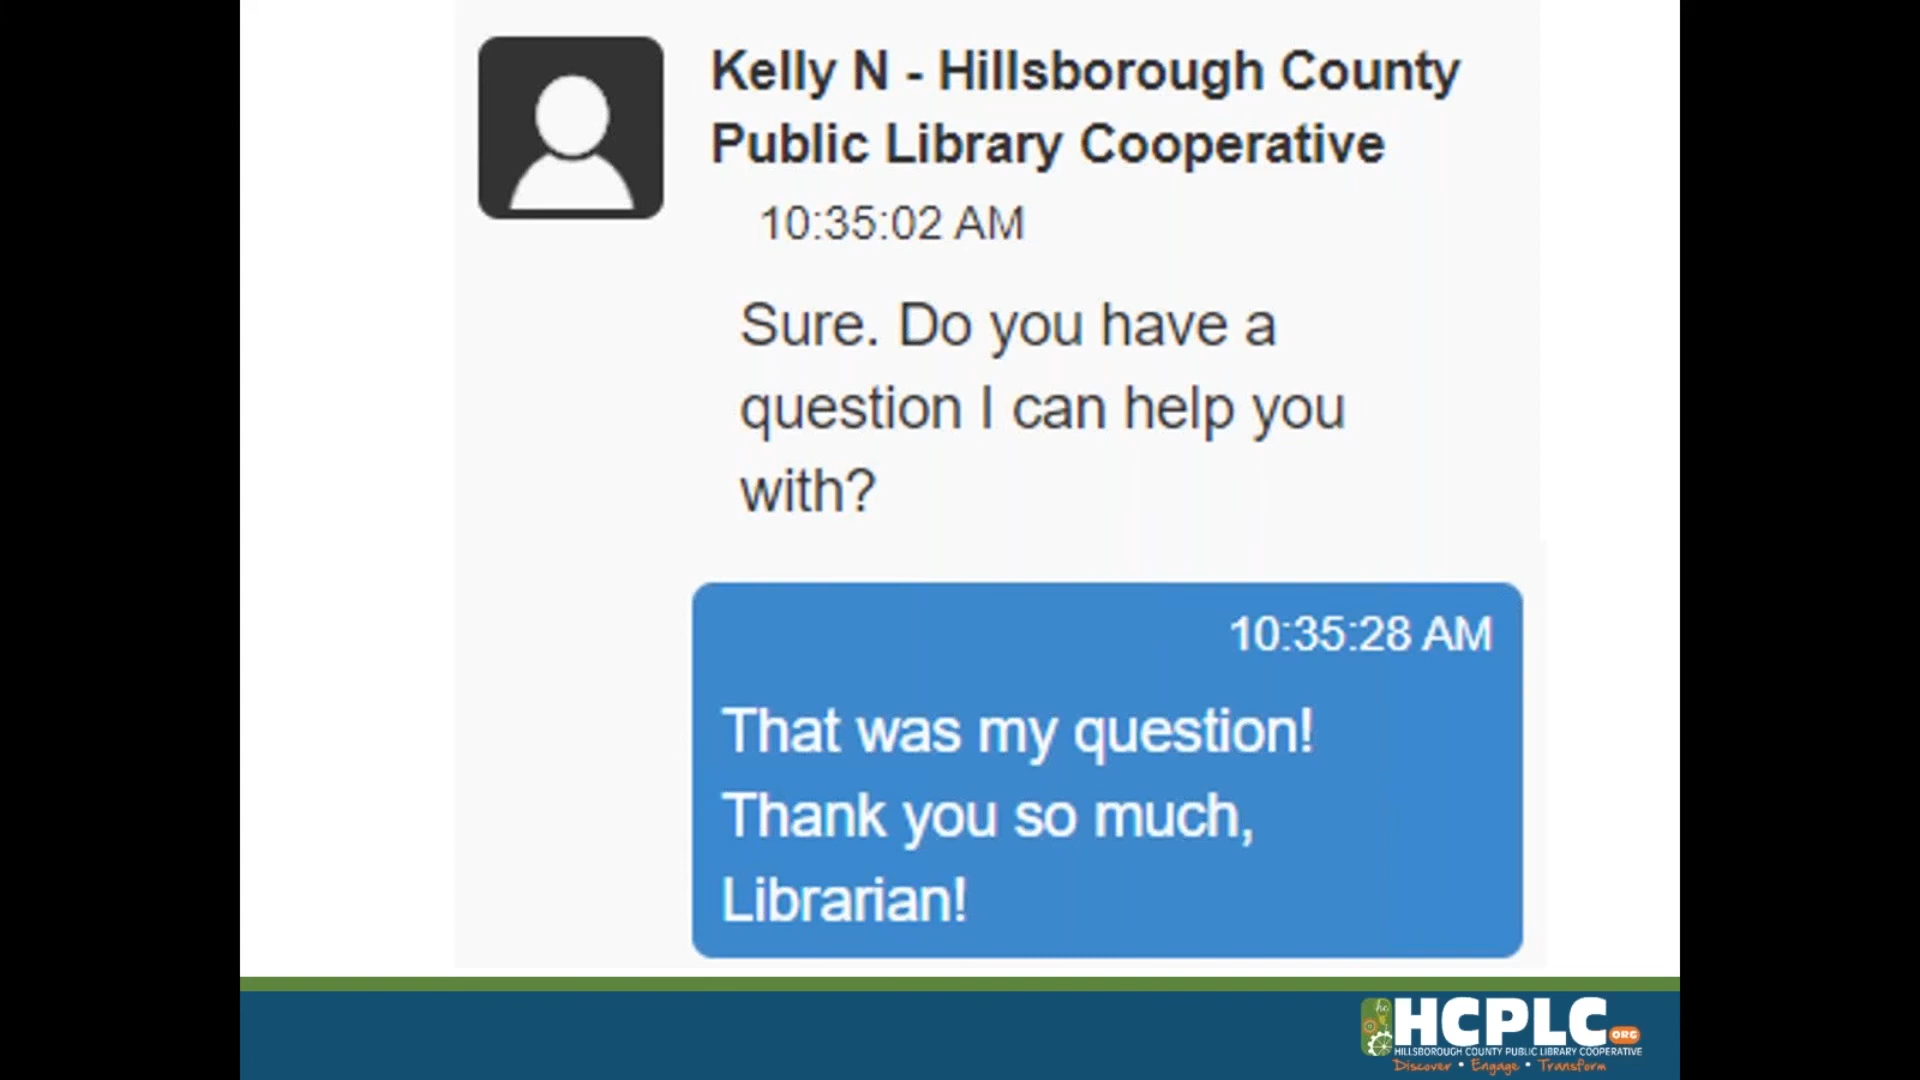 Kelly N - Hillsborough County
Public Library Cooperative
10:35:02 AM
Sure. Do you have a
question I can help you
with?
10:35:28 AM
That was my question!
Thank you so much,
Librarian!
hc
HCPLC.ORG
HILLSBOROUGH COUNTY PUBLIC LIBRARY COOPERATIVE
Discover • Engage • Transform